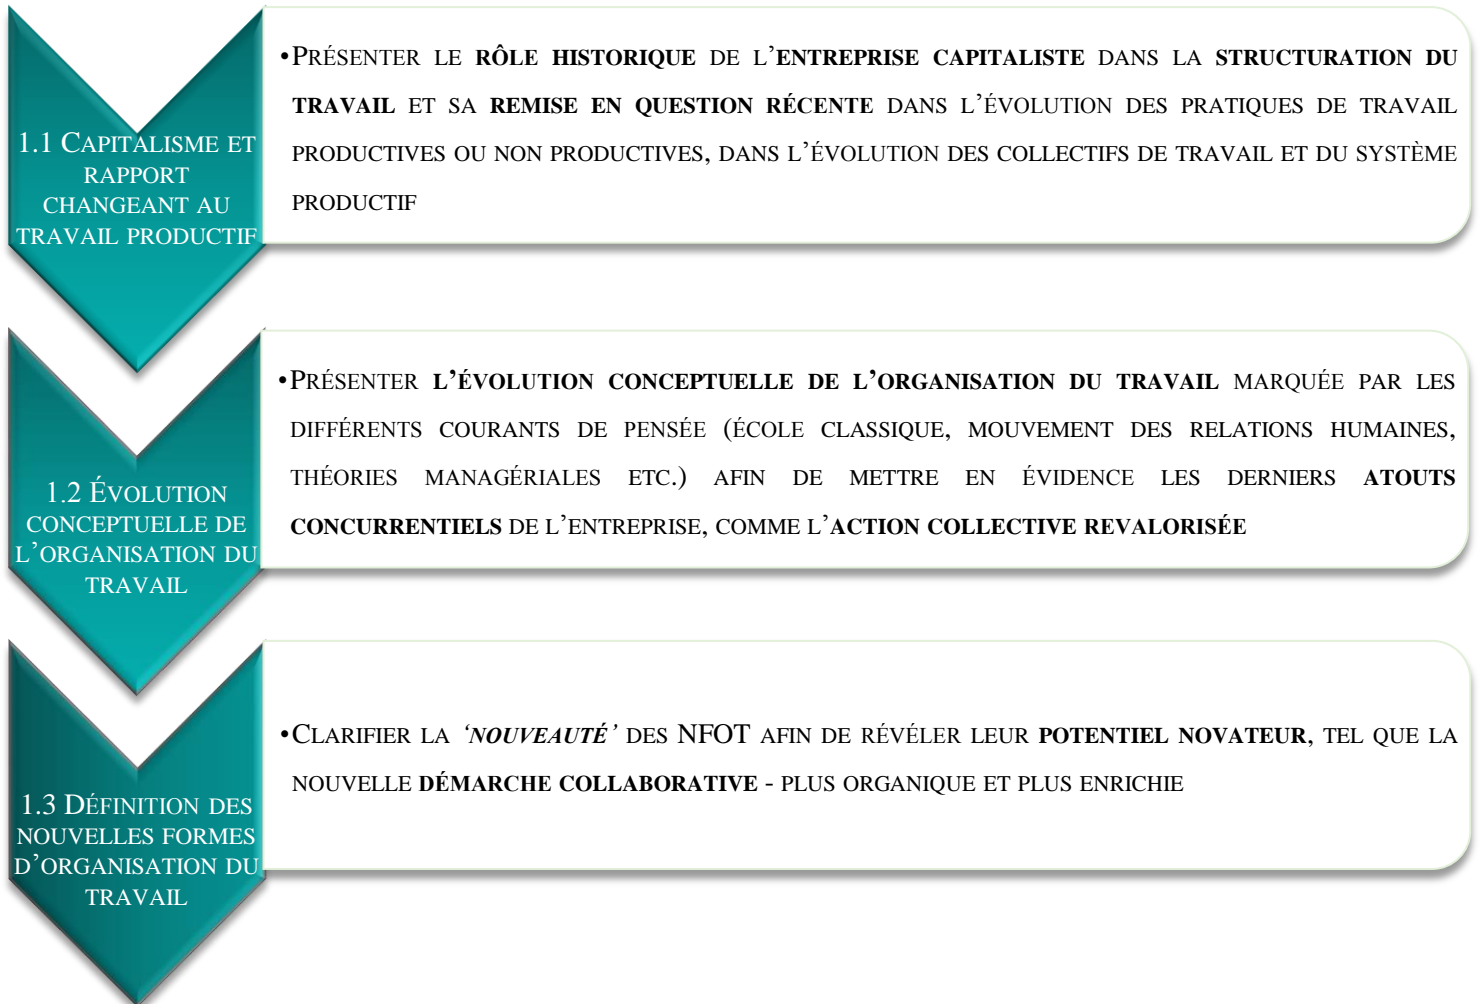 1.1 CAPITALISME ET
RAPPORT
CHANGEANT AU
TRAVAIL PRODUCTIF
•PRÉSENTER LE RÔLE HISTORIQUE DE L’ENTREPRISE CAPITALISTE DANS LA STRUCTURATION DU
TRAVAIL ET SA REMISE EN QUESTION RÉCENTE DANS L’ÉVOLUTION DES PRATIQUES DE TRAVAIL
PRODUCTIVES OU NON PRODUCTIVES, DANS L’ÉVOLUTION DES COLLECTIFS DE TRAVAIL ET DU SYSTÈME
PRODUCTIF
1.2 ÉVOLUTION
CONCEPTUELLE DE
L’ORGANISATION DU
TRAVAIL
•PRÉSENTER L’ÉVOLUTION CONCEPTUELLE DE L’ORGANISATION DU TRAVAIL MARQUÉE PAR LES
DIFFÉRENTS COURANTS DE PENSÉE (ÉCOLE CLASSIQUE, MOUVEMENT DES RELATIONS HUMAINES,
THÉORIES MANAGÉRIALES ETC.) AFIN DE METTRE EN ÉVIDENCE LES DERNIERS ATOUTS
CONCURRENTIELS DE L’ENTREPRISE, COMME L’ACTION COLLECTIVE REVALORISÉE
1.3 DÉFINITION DES
NOUVELLES FORMES
D’ORGANISATION DU
TRAVAIL
•CLARIFIER LA ‘NOUVEAUTÉ’ DES NFOT AFIN DE RÉVÉLER LEUR POTENTIEL NOVATEUR, TEL QUE LA
NOUVELLE DÉMARCHE COLLABORATIVE - PLUS ORGANIQUE ET PLUS ENRICHIE